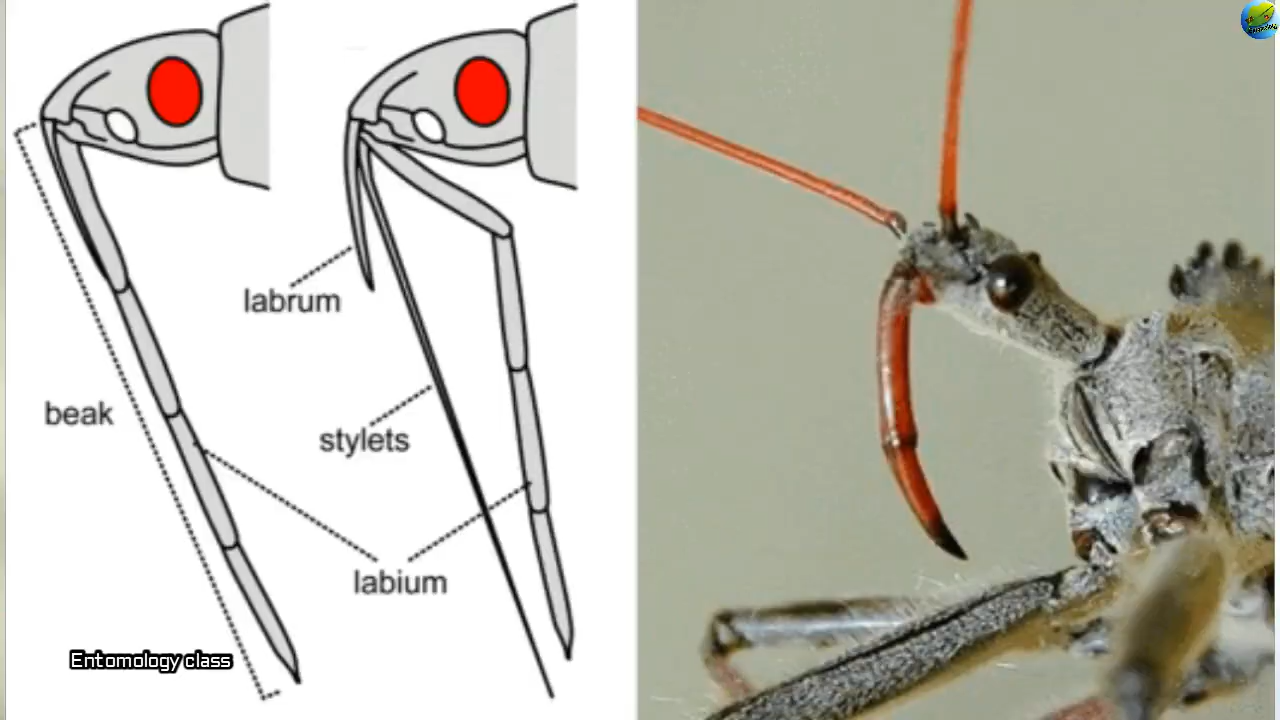 labrum
beak
stylets
labium
Entomology class